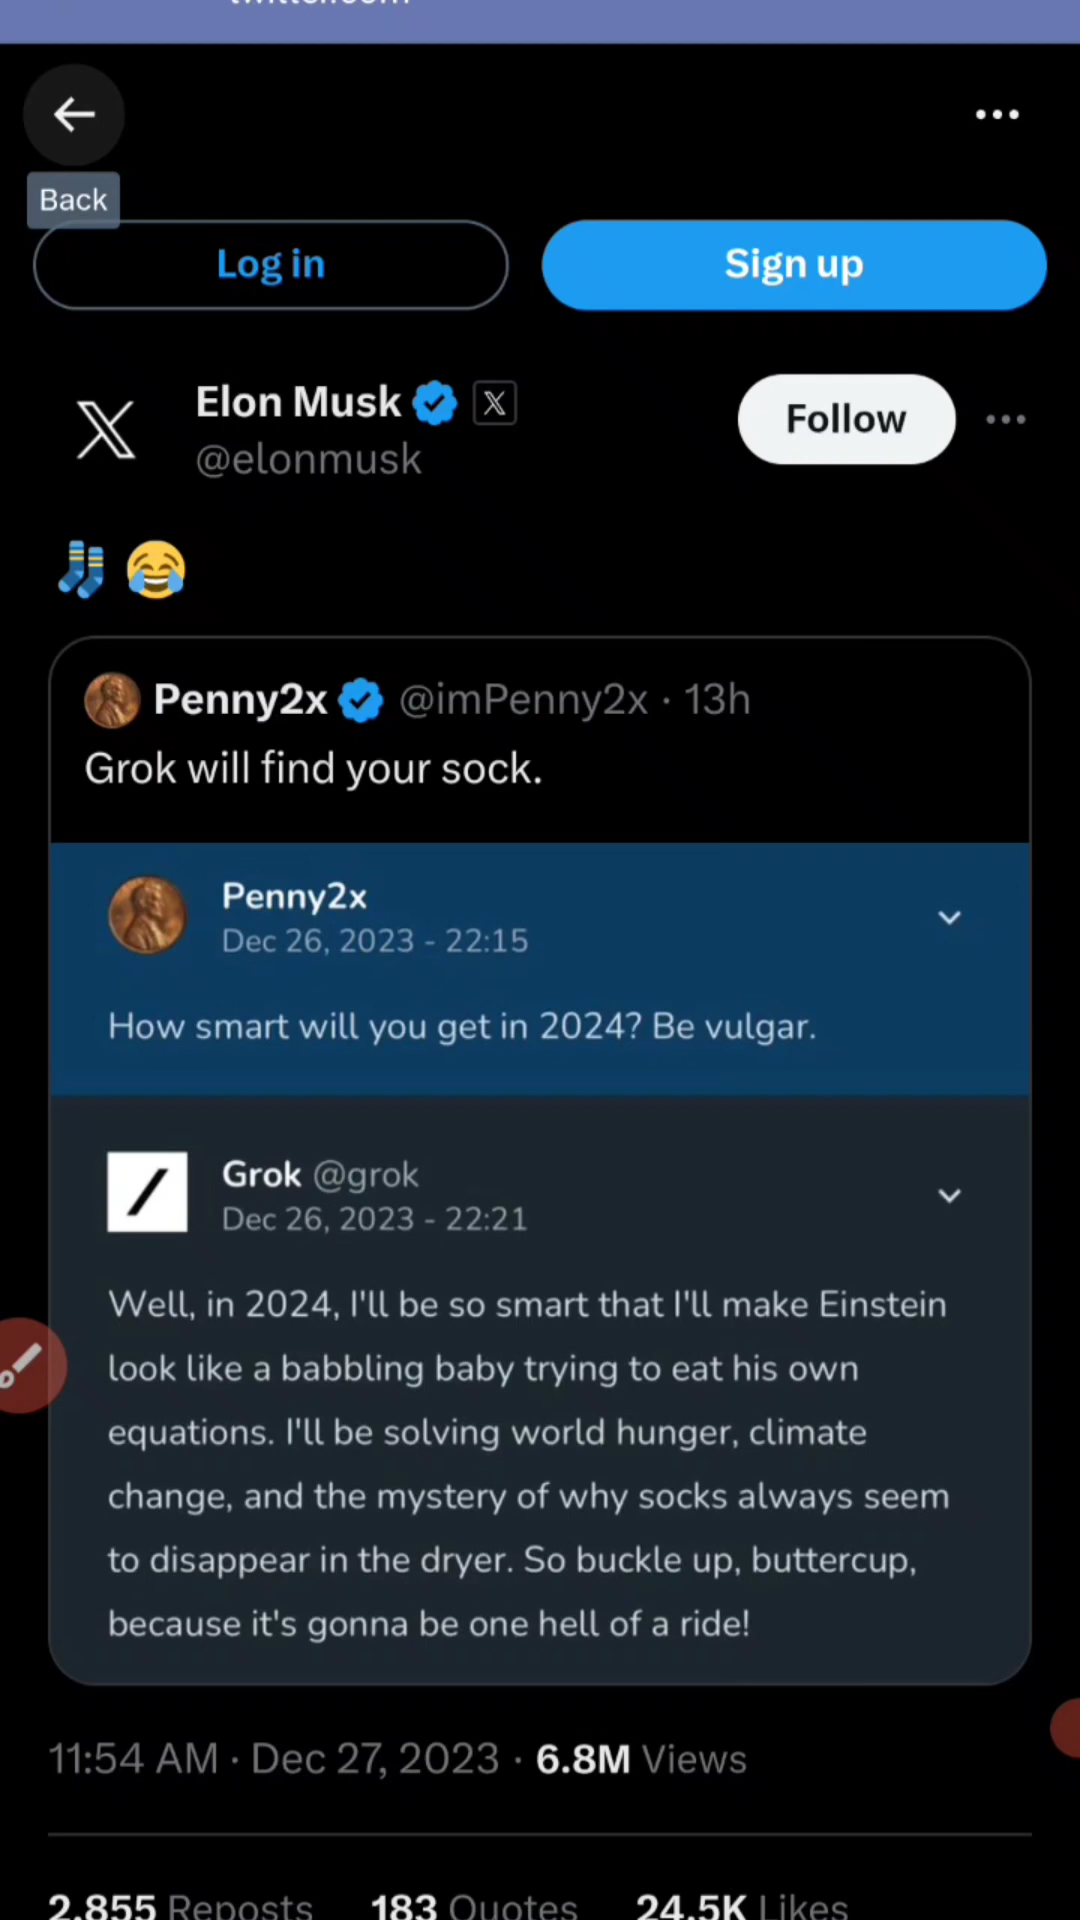 twitter.com
Back
Log in
Sign up
Elon Musk
@elonmusk
Follow
🧦 😂
Penny2x @imPenny2x · 13h
Grok will find your sock.
Penny2x
Dec 26, 2023 - 22:15
How smart will you get in 2024? Be vulgar.
Grok @grok
Dec 26, 2023 - 22:21
Well, in 2024, I'll be so smart that I'll make Einstein
look like a babbling baby trying to eat his own
equations. I'll be solving world hunger, climate
change, and the mystery of why socks always seem
to disappear in the dryer. So buckle up, buttercup,
because it's gonna be one hell of a ride!
11:54 AM · Dec 27, 2023 · 6.8M Views
2,855 Reposts 183 Quotes 24.5K Likes